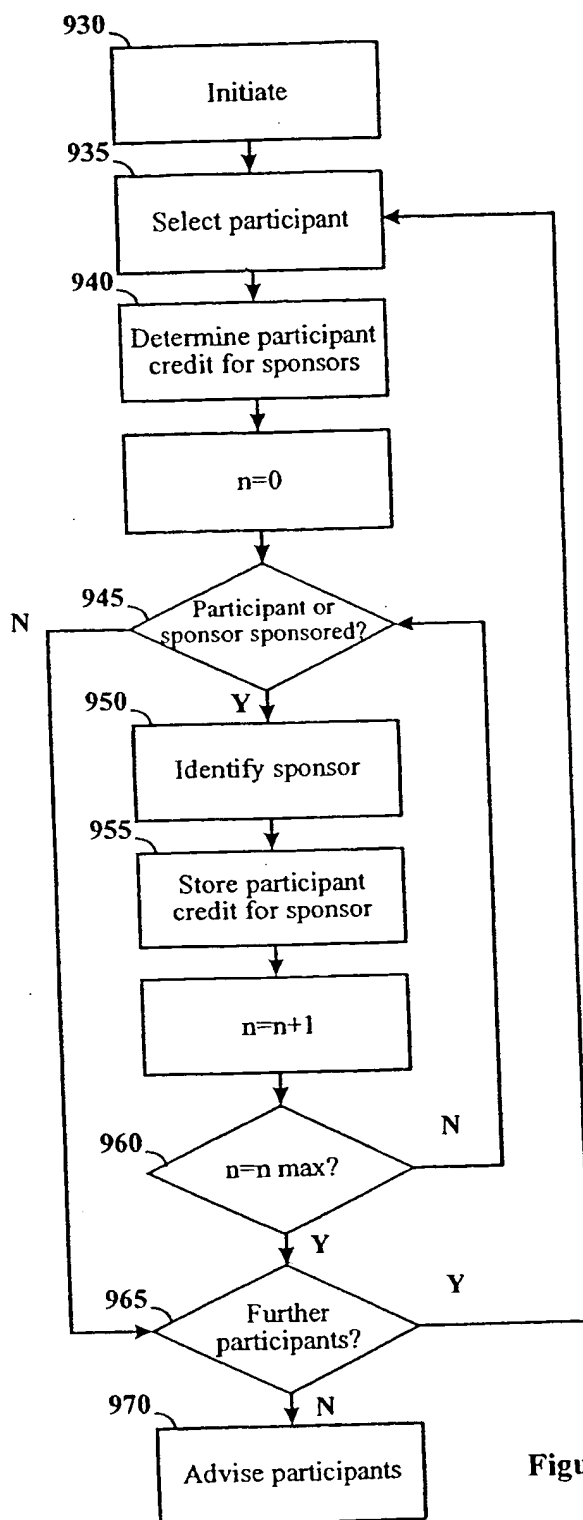 930
Initiate
935
Select participant
940
Determine participant
credit for sponsors
n=0
945
N
Participant or
sponsor sponsored?
Y
950
Identify sponsor
955
Store participant
credit for sponsor
n=n+1
960
N
n=n max?
Y
965
Y
Further
participants?
N
970
Advise participants
Figu